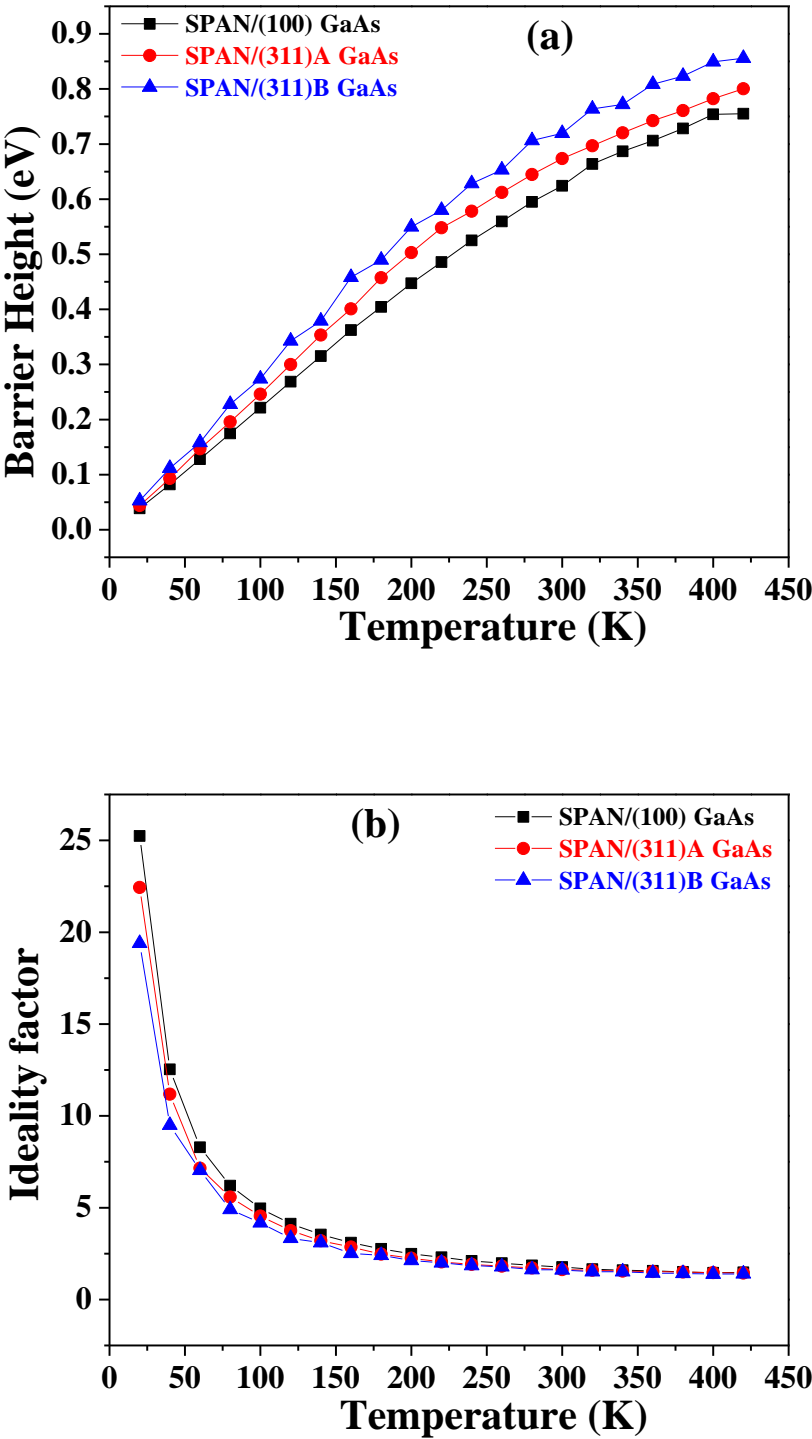 SPAN/(100) GaAs
SPAN/(311)A GaAs
SPAN/(311)B GaAs
(a)
0.9
0.8
0.7
0.6
0.5
0.4
0.3
0.2
0.1
0.0
Barrier Height (eV)
0 50 100 150 200 250 300 350 400 450
Temperature (K)
(b)
SPAN/(100) GaAs
SPAN/(311)A GaAs
SPAN/(311)B GaAs
25
20
15
10
5
0
Ideality factor
0 50 100 150 200 250 300 350 400 450
Temperature (K)